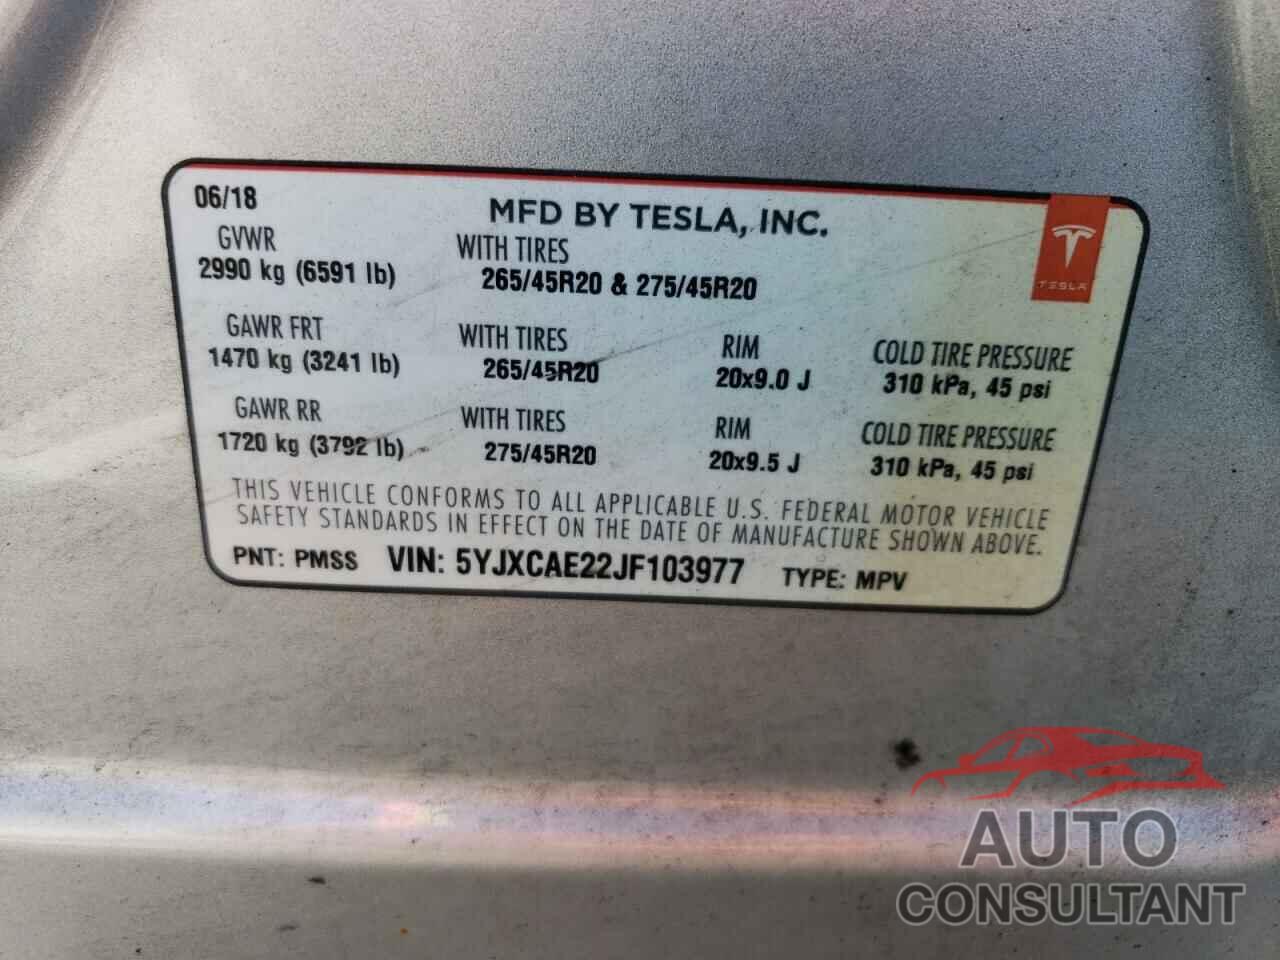 06/18
MFD BY TESLA, INC.
GVWR
2990 kg (6591 lb)
WITH TIRES
265/45R20 & 275/45R20
TESLA
GAWR FRT
1470 kg (3241 lb)
WITH TIRES
265/45R20
RIM
20x9.0 J
COLD TIRE PRESSURE
310 kPa, 45 psi
GAWR RR
1720 kg (3792 lb)
WITH TIRES
275/45R20
RIM
20x9.5 J
COLD TIRE PRESSURE
310 kPa, 45 psi
THIS VEHICLE CONFORMS TO ALL APPLICABLE U.S. FEDERAL MOTOR VEHICLE
SAFETY STANDARDS IN EFFECT ON THE DATE OF MANUFACTURE SHOWN ABOVE.
PNT: PMSS VIN: 5YJXCAE22JF103977 TYPE: MPV
AUTO
CONSULTANT